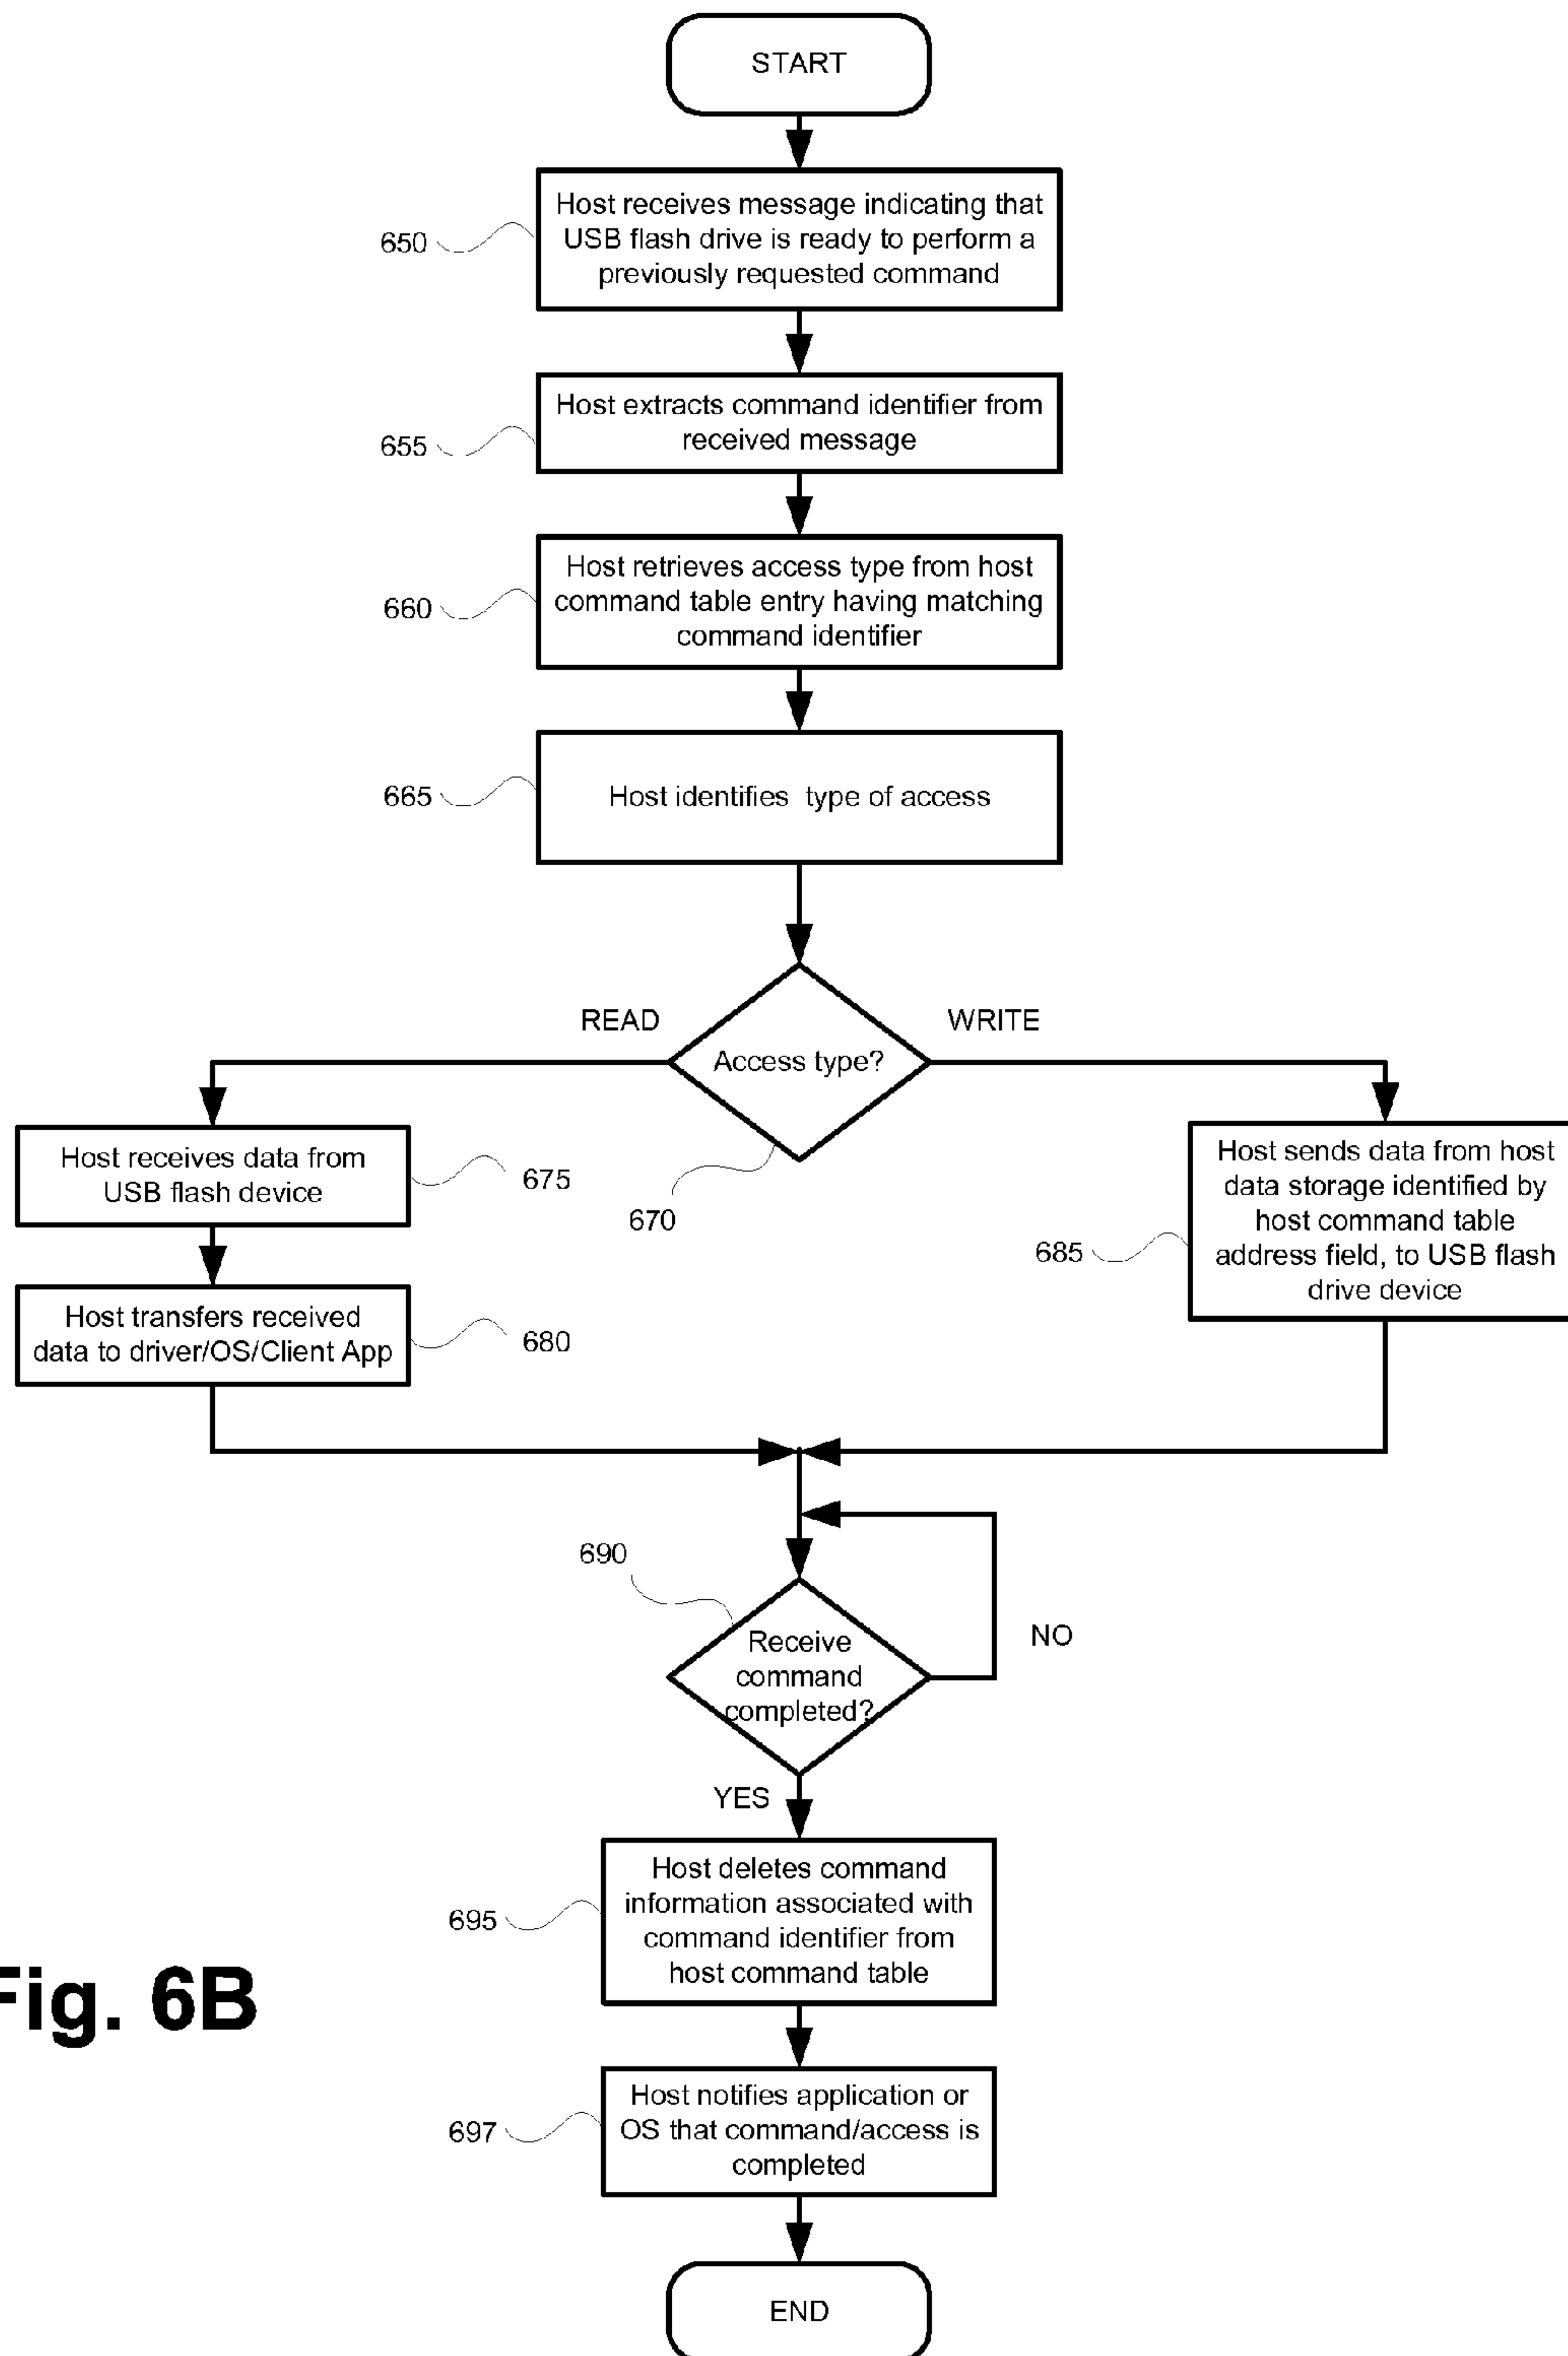 START
Host receives message indicating that
USB flash drive is ready to perform a
previously requested command
650
Host extracts command identifier from
received message
655
Host retrieves access type from host
command table entry having matching
command identifier
660
Host identifies type of access
665
READ
WRITE
Access type?
670
Host receives data from
USB flash device
675
Host transfers received
data to driver/OS/Client App
680
Host sends data from host
data storage identified by
host command table
address field, to USB flash
drive device
685
690
Receive
command
completed?
NO
YES
Host deletes command
information associated with
command identifier from
host command table
695
Host notifies application or
OS that command/access is
completed
697
END
Fig. 6B